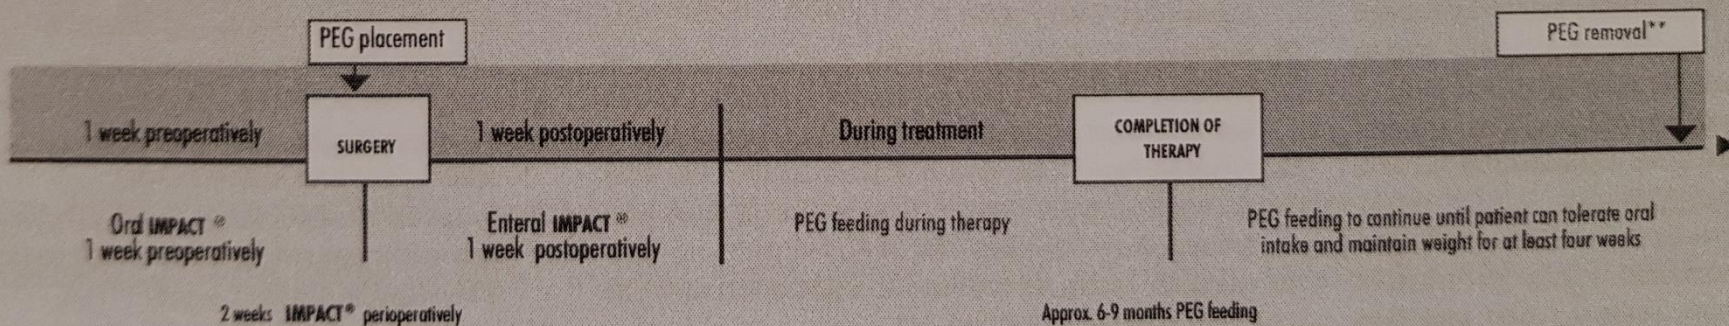 PEG placement
PEG removal**
1 week preoperatively
SURGERY
1 week postoperatively
During treatment
COMPLETION OF
THERAPY
Oral IMPACT®
1 week preoperatively
Enteral IMPACT®
1 week postoperatively
PEG feeding during therapy
PEG feeding to continue until patient can tolerate oral
intake and maintain weight for at least four weeks
2 weeks IMPACT® perioperatively
Approx. 6-9 months PEG feeding